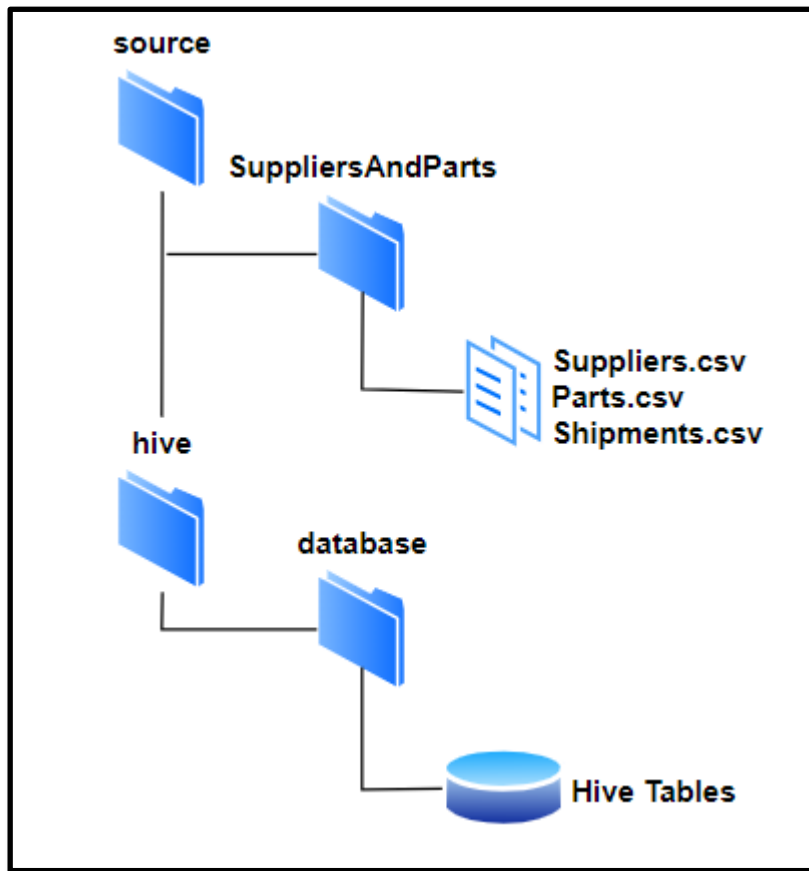 source
SuppliersAndParts
Suppliers.csv
Parts.csv
Shipments.csv
hive
database
Hive Tables